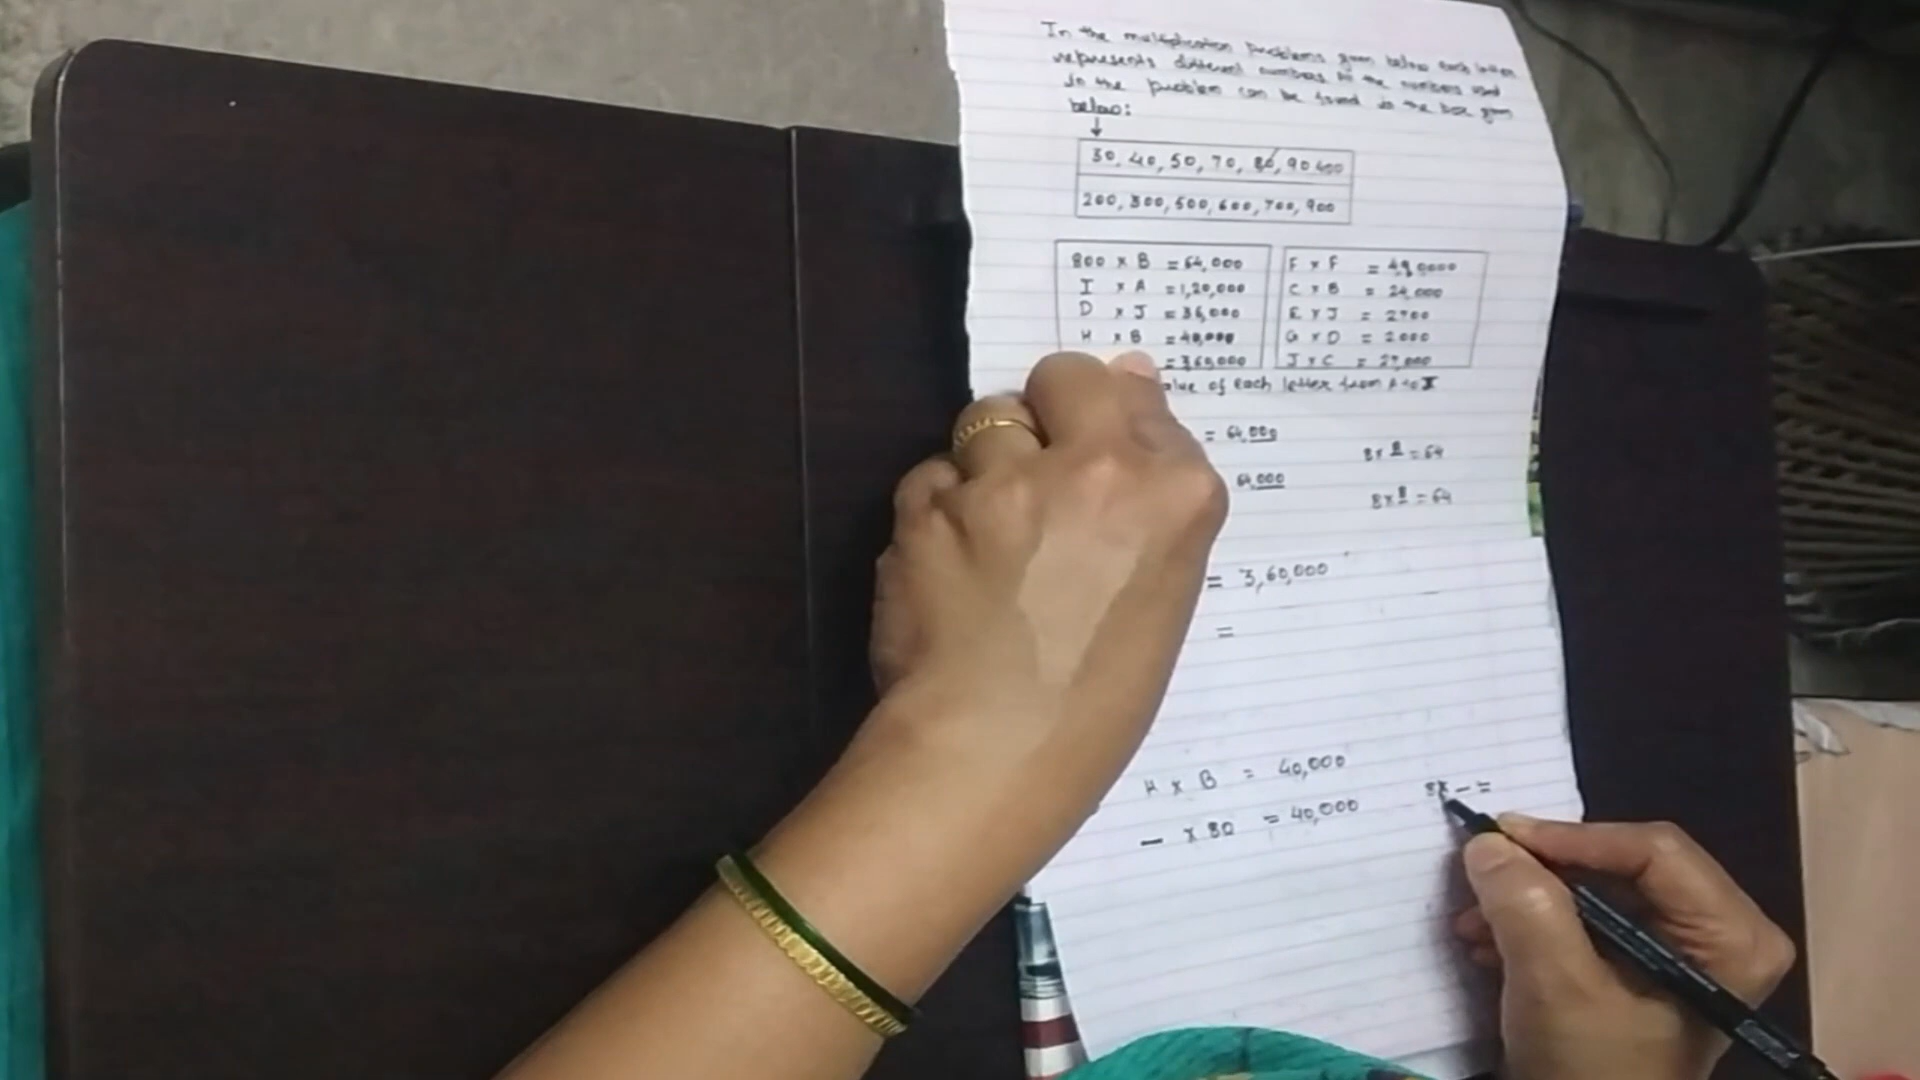 In the multiplication problems given below each letter
represents different numbers. All the numbers used
in the problem can be found in the box given
below:
30, 40, 50, 70, 80, 90 400
200, 300, 500, 600, 700, 900
800 × B = 64,000
I × A = 1,20,000
D × J = 36,000
H × B = 40,000
= 360,000
F × F = 490000
C × B = 24,000
E × J = 2700
G × D = 2000
J × C = 27,000
value of each letter from A to
= 64,000
8 × 8 = 64
64,000
8 × 8 = 64
= 3,60,000
=
H × B = 40,000
8 × _ =
_ × 80 = 40,000